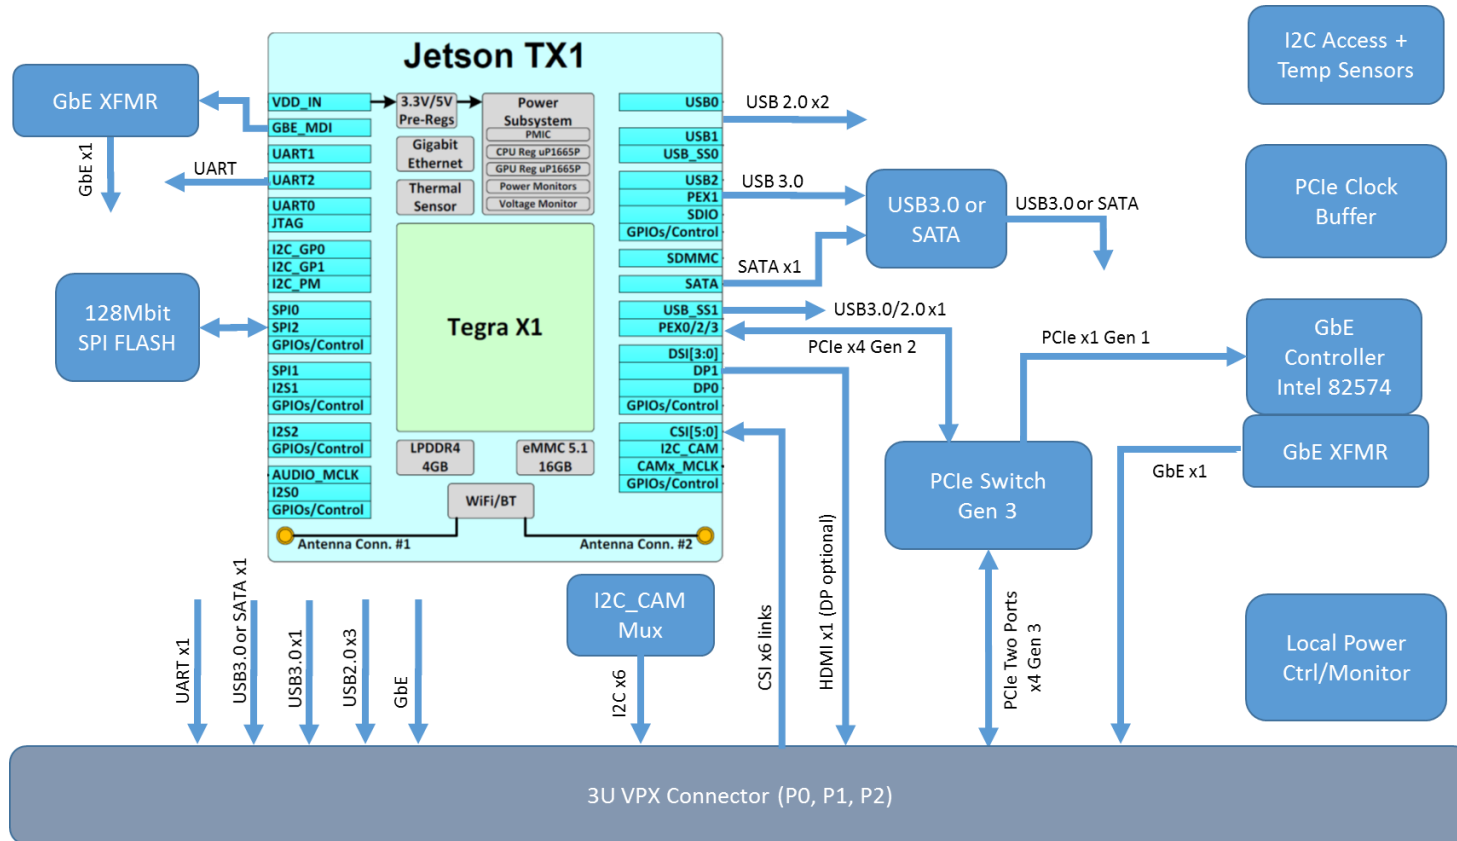 Jetson TX1
GbE XFMR
GbE x1
UART
128Mbit
SPI FLASH
VDD_IN
GBE_MDI
UART1
UART2
UART0
JTAG
I2C_GP0
I2C_GP1
I2C_PM
SPI0
SPI2
GPIOs/Control
SPI1
I2S1
GPIOs/Control
I2S2
GPIOs/Control
AUDIO_MCLK
I2S0
GPIOs/Control
3.3V/5V
Pre-Regs
Gigabit
Ethernet
Thermal
Sensor
Power
Subsystem
PMIC
CPU Reg uP1665P
GPU Reg uP1665P
Power Monitors
Voltage Monitor
Tegra X1
LPDDR4
4GB
eMMC 5.1
16GB
WiFi/BT
Antenna Conn. #1
Antenna Conn. #2
USB0
USB1
USB_SS0
USB2
PEX1
SDIO
GPIOs/Control
SDMMC
SATA
USB_SS1
PEX0/2/3
DSI[3:0]
DP1
DP0
GPIOs/Control
CSI[5:0]
I2C_CAM
CAMx_MCLK
GPIOs/Control
USB 2.0 x2
USB 3.0
SATA x1
USB3.0 or
SATA
USB3.0 or SATA
USB3.0/2.0 x1
PCIe x4 Gen 2
PCIe x1 Gen 1
I2C Access +
Temp Sensors
PCIe Clock
Buffer
GbE
Controller
Intel 82574
GbE XFMR
GbE x1
PCIe Switch
Gen 3
Local Power
Ctrl/Monitor
UART x1
USB3.0 or SATA x1
USB3.0 x1
USB2.0 x3
GbE
I2C_CAM
Mux
I2C x6
CSI x6 links
HDMI x1 (DP optional)
PCIe Two Ports
x4 Gen 3
3U VPX Connector (P0, P1, P2)